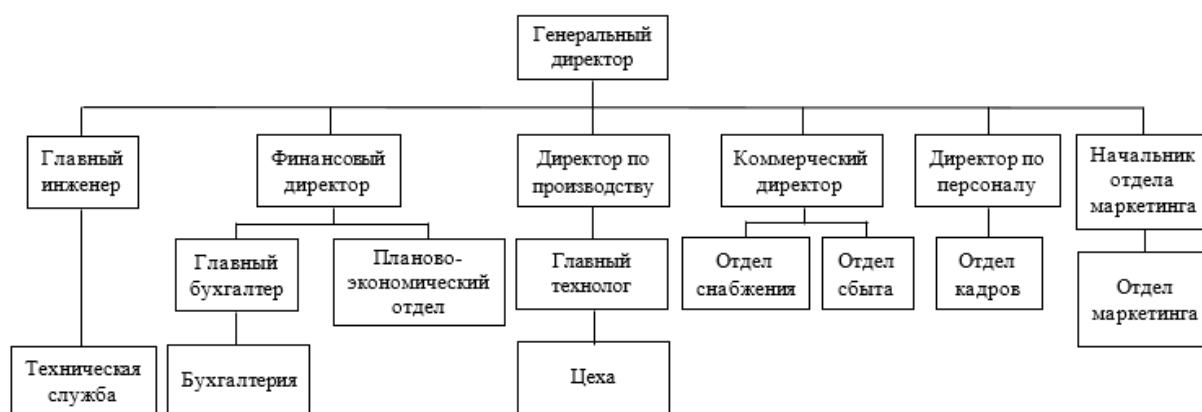 Генеральный
директор
Главный
инженер
Финансовый
директор
Директор по
производству
Коммерческий
директор
Директор по
персоналу
Начальник
отдела
маркетинга
Главный
бухгалтер
Планово-
экономический
отдел
Главный
технолог
Отдел
снабжения
Отдел
сбыта
Отдел
кадров
Отдел
маркетинга
Техническая
служба
Бухгалтерия
Цеха